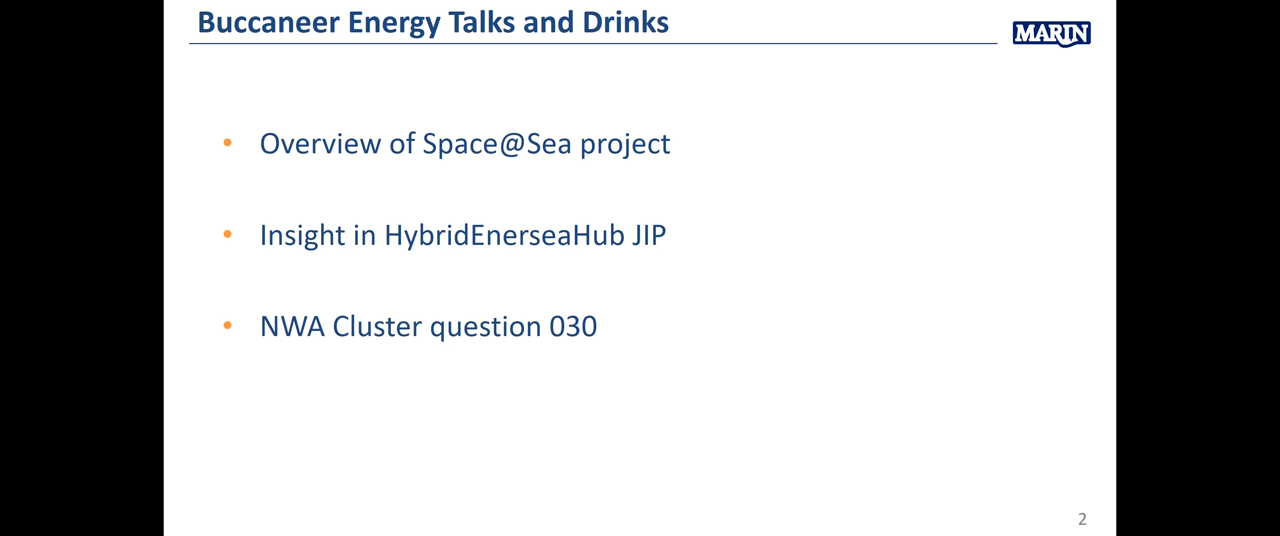 Buccaneer Energy Talks and Drinks
MARIN
• Overview of Space@Sea project
• Insight in HybridEnerseaHub JIP
• NWA Cluster question 030
2